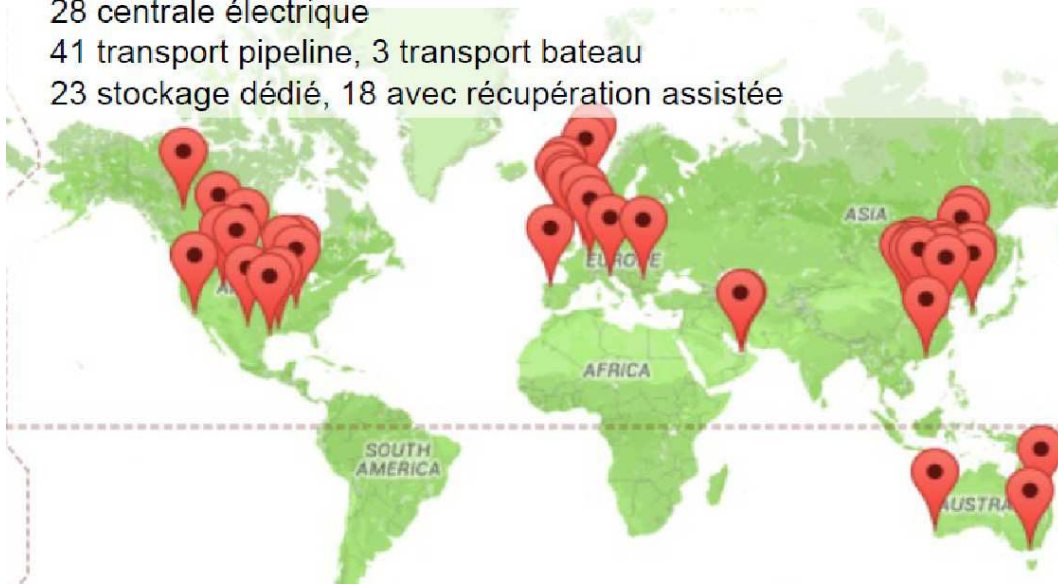 28 centrale électrique
41 transport pipeline, 3 transport bateau
23 stockage dédié, 18 avec récupération assistée
ASIA
EUROPE
AFRICA
SOUTH
AMERICA
AUSTRA